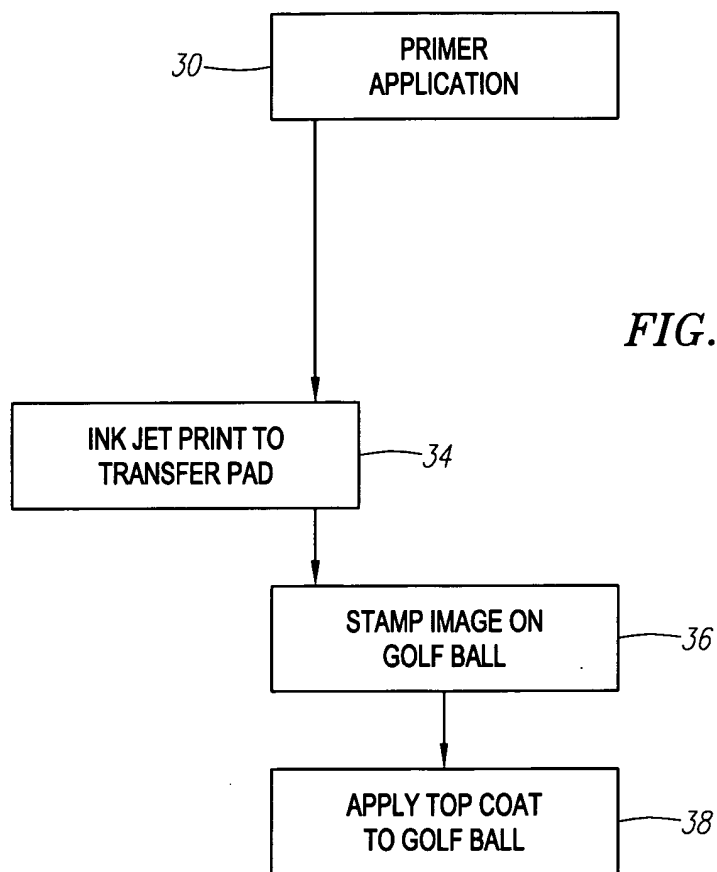 30
PRIMER
APPLICATION
FIG.
INK JET PRINT TO
TRANSFER PAD
34
STAMP IMAGE ON
GOLF BALL
36
APPLY TOP COAT
TO GOLF BALL
38